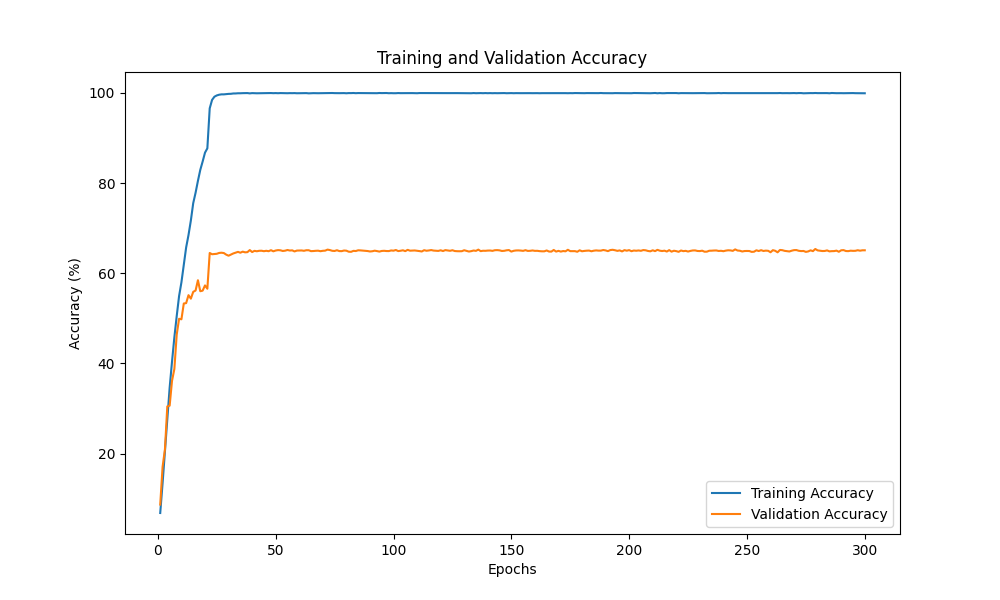 Training and Validation Accuracy
Accuracy (%)
100
80
60
40
20
0
50
100
150
200
250
300
Epochs
Training Accuracy
Validation Accuracy